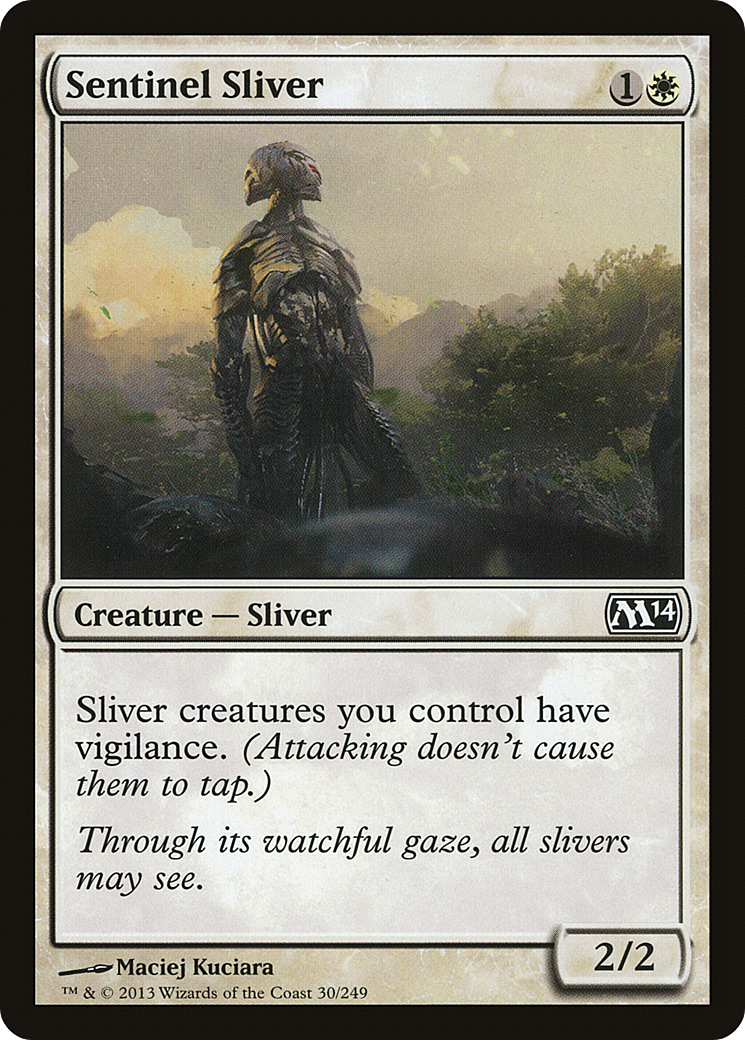 Sentinel Sliver
1
Creature — Sliver
M14
Sliver creatures you control have
vigilance. (Attacking doesn't cause
them to tap.)
Through its watchful gaze, all slivers
may see.
2/2
Maciej Kuciara
™ & © 2013 Wizards of the Coast 30/249